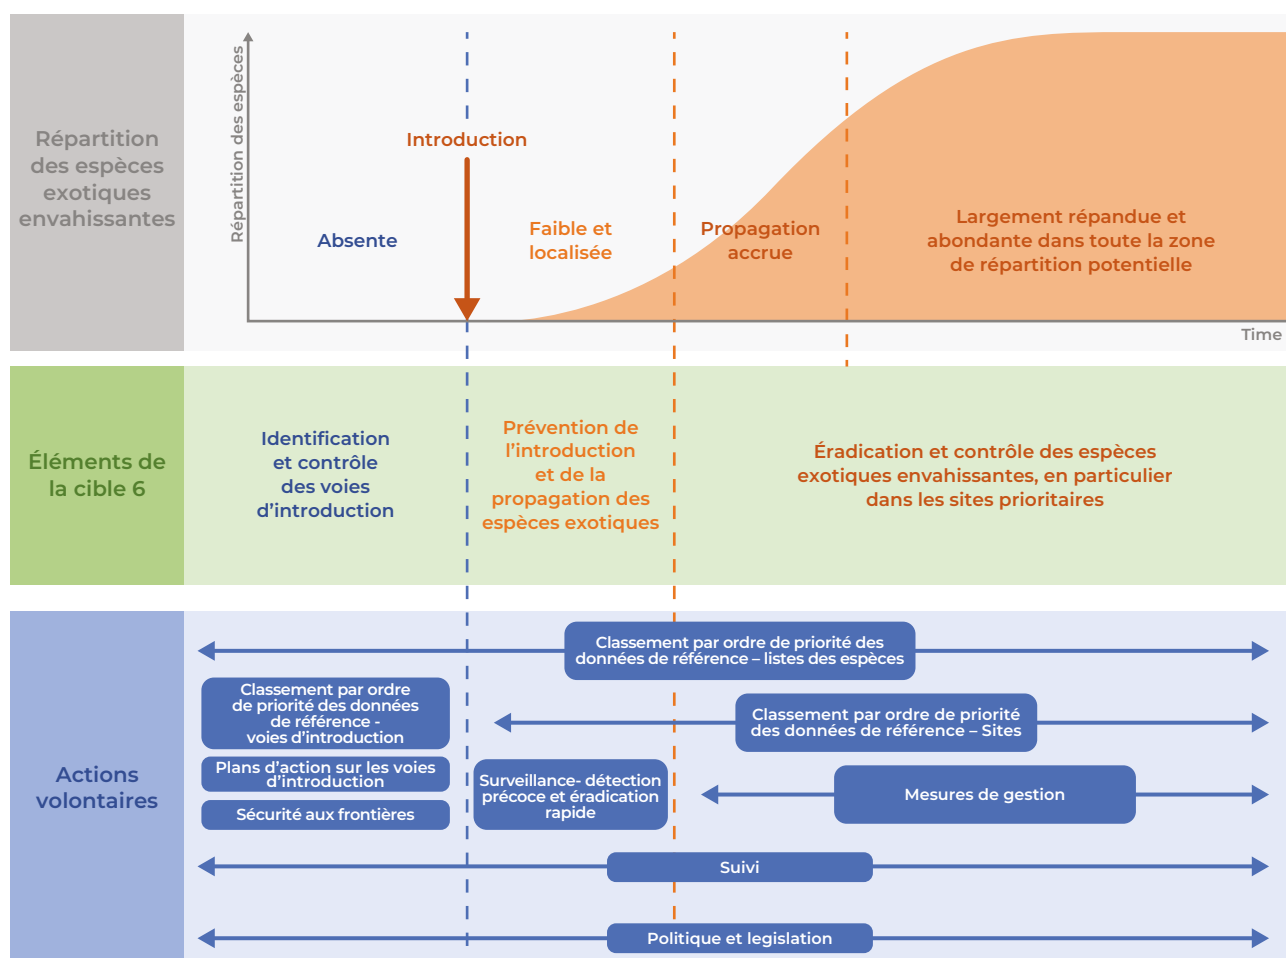 Répartition
des espèces
exotiques
envahissantes
Répartition des espèces
Introduction
Absente
Faible et
localisée
Propagation
accrue
Largement répandue et
abondante dans toute la zone
de répartition potentielle
Time
Éléments de
la cible 6
Identification
et contrôle
des voies
d’introduction
Prévention de
l’introduction
et de la
propagation des
espèces exotiques
Éradication et contrôle des espèces
exotiques envahissantes, en particulier
dans les sites prioritaires
Actions
volontaires
Classement par ordre de priorité des
données de référence – listes des espèces
Classement par ordre
de priorité des données
de référence -
voies d’introduction
Classement par ordre de priorité
des données de référence – Sites
Plans d’action sur les voies
d’introduction
Sécurité aux frontières
Surveillance- détection
précoce et éradication
rapide
Mesures de gestion
Suivi
Politique et legislation